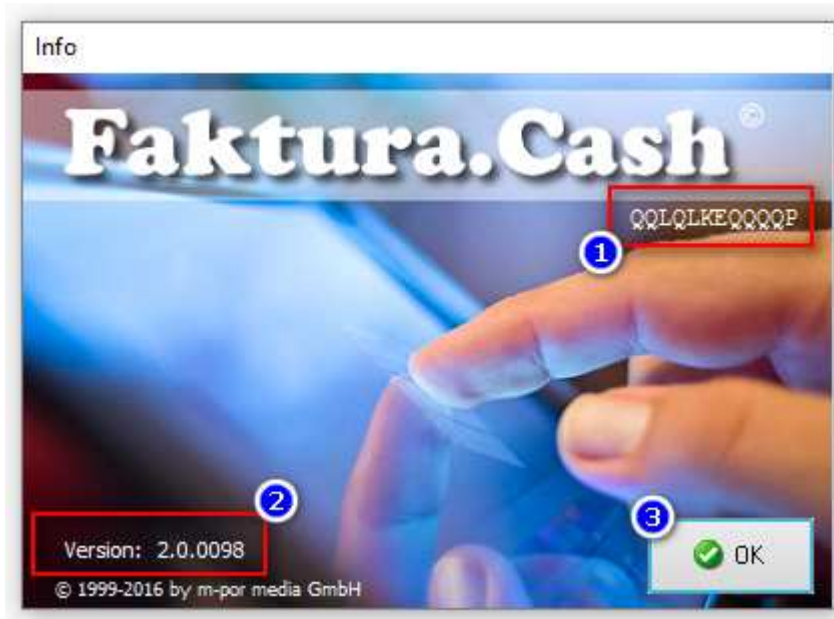 Info
Faktura.Cash®
QQLQLKEQQQQP
1
2
3
Version: 2.0.0098
OK
© 1999-2016 by m-por media GmbH